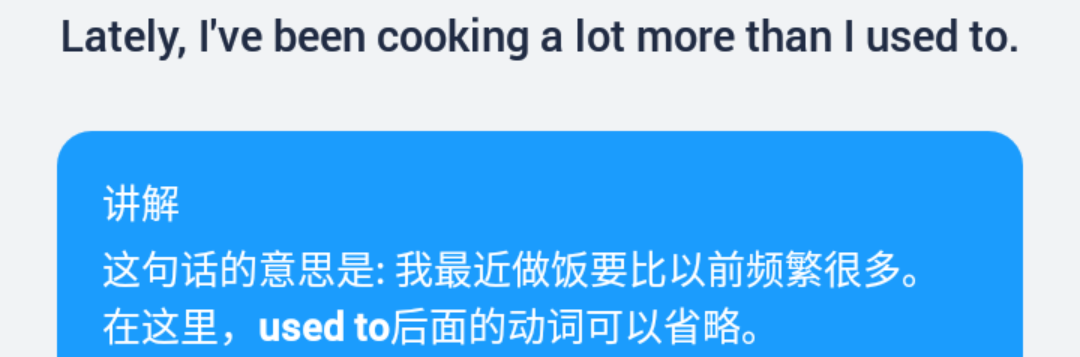 Lately, I've been cooking a lot more than I used to.
讲解
这句话的意思是: 我最近做饭要比以前频繁很多。
在这里，used to后面的动词可以省略。